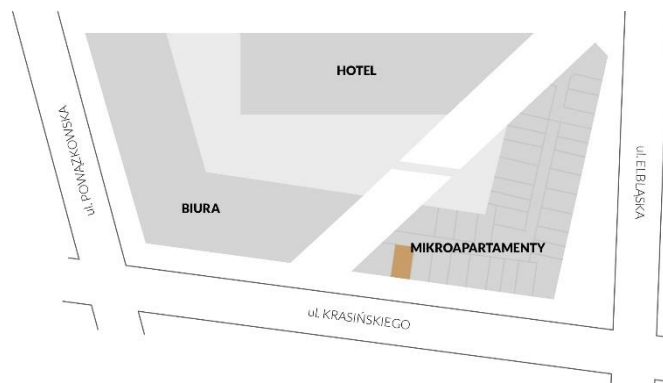 HOTEL
ul. POWĄZKOWSKA
ul. ELBLĄSKA
BIURA
MIKROAPARTAMENTY
ul. KRASIŃSKIEGO